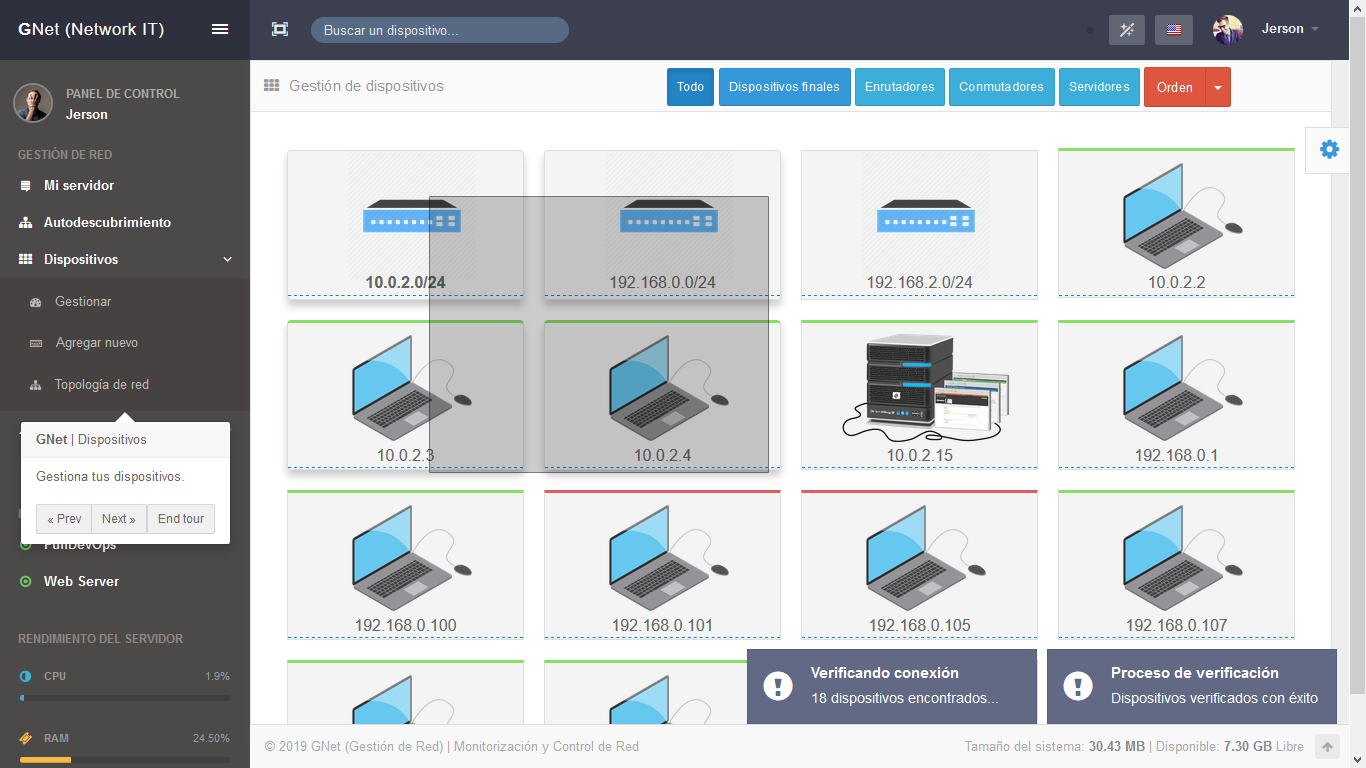 GNet (Network IT)
Buscar un dispositivo...
Jerson
PANEL DE CONTROL
Jerson
GESTIÓN DE RED
Mi servidor
Autodescubrimiento
Dispositivos
Gestionar
Agregar nuevo
Topología de red
GNet | Dispositivos
Gestiona tus dispositivos.
« Prev
Next »
End tour
FunDevOps
Web Server
RENDIMIENTO DEL SERVIDOR
CPU 1.9%
RAM 24.50%
Gestión de dispositivos
Todo
Dispositivos finales
Enrutadores
Conmutadores
Servidores
Orden
10.0.2.0/24
192.168.0.0/24
192.168.2.0/24
10.0.2.2
10.0.2.3
10.0.2.4
10.0.2.15
192.168.0.1
192.168.0.100
192.168.0.101
192.168.0.105
192.168.0.107
Verificando conexión
18 dispositivos encontrados...
Proceso de verificación
Dispositivos verificados con éxito
© 2019 GNet (Gestión de Red) | Monitorización y Control de Red
Tamaño del sistema: 30.43 MB | Disponible: 7.30 GB Libre